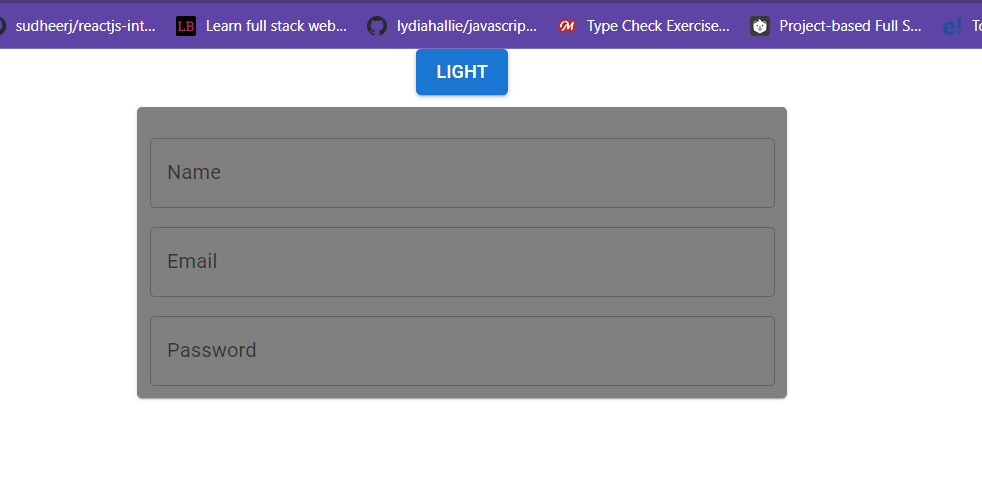 sudheerj/reactjs-int... LB Learn full stack web... lydiahallie/javascrip... Type Check Exercise... Project-based Full S... e!
LIGHT
Name
Email
Password